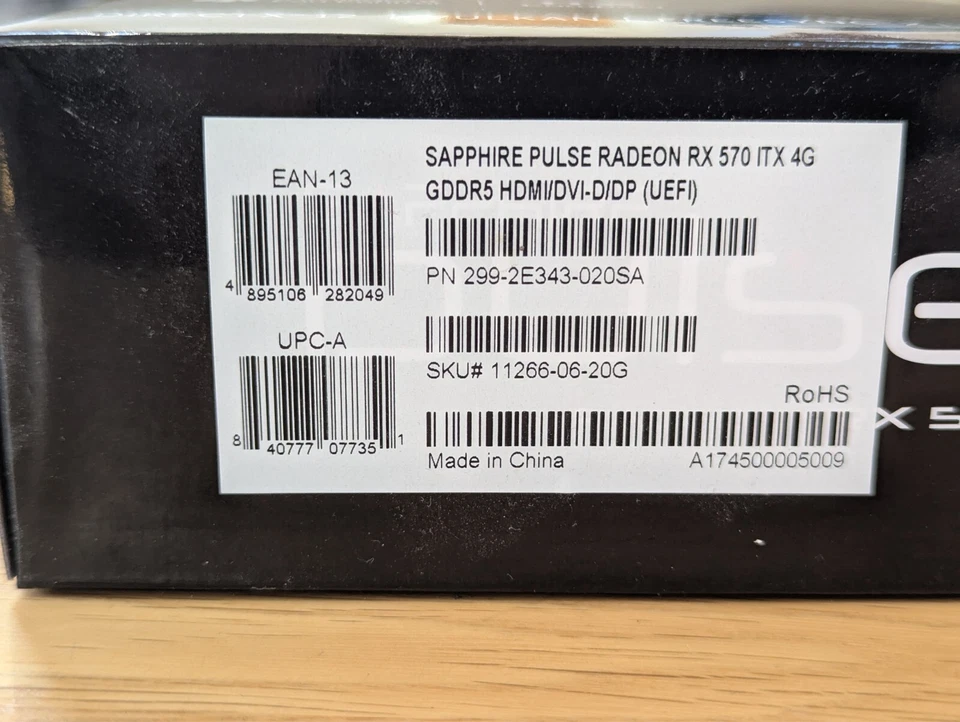 SAPPHIRE PULSE RADEON RX 570 ITX 4G
GDDR5 HDMI/DVI-D/DP (UEFI)
EAN-13
4 895106 282049
PN 299-2E343-020SA
UPC-A
8 40777 07735 1
SKU# 11266-06-20G
RoHS
Made in China A174500005009
X 5